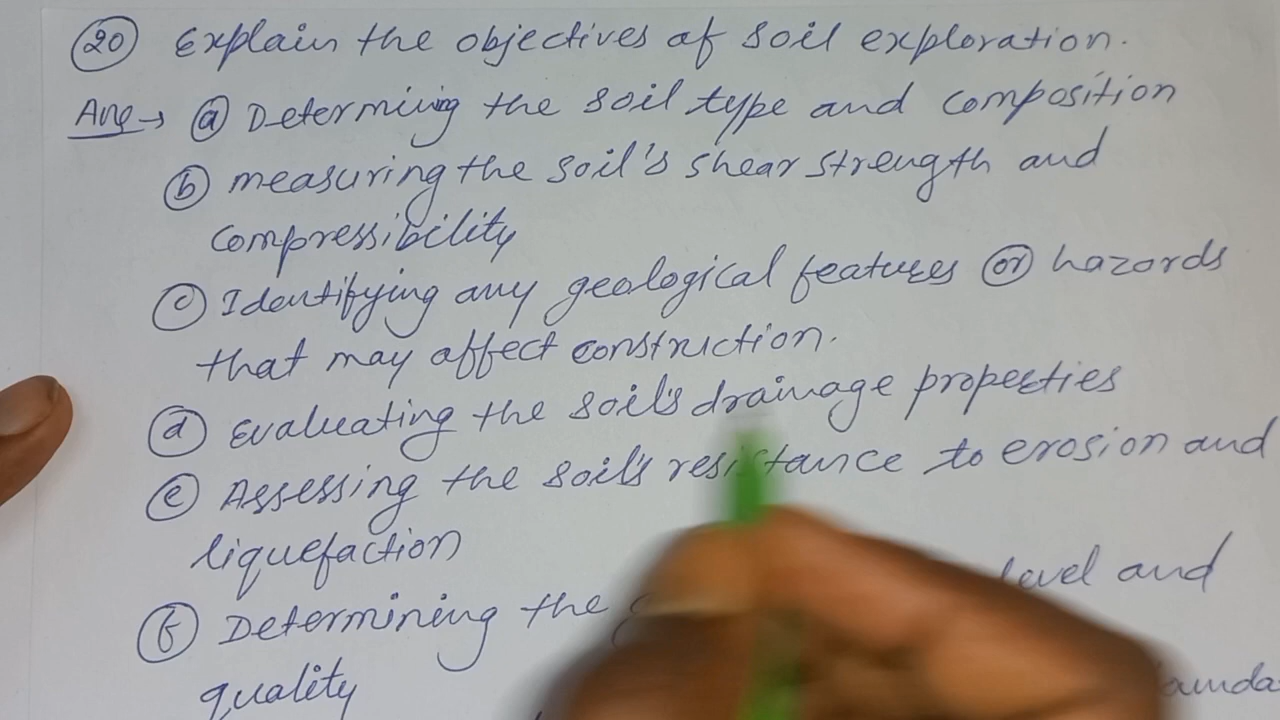 20 Explain the objectives of soil exploration.
Ans→ a Determining the soil type and composition
b measuring the soil's shear strength and
compressibility
c Identifying any geological features or hazards
that may affect construction.
d Evaluating the soil's drainage properties
e Assessing the soil's resistance to erosion and
liquefaction
f Determining the level and
quality